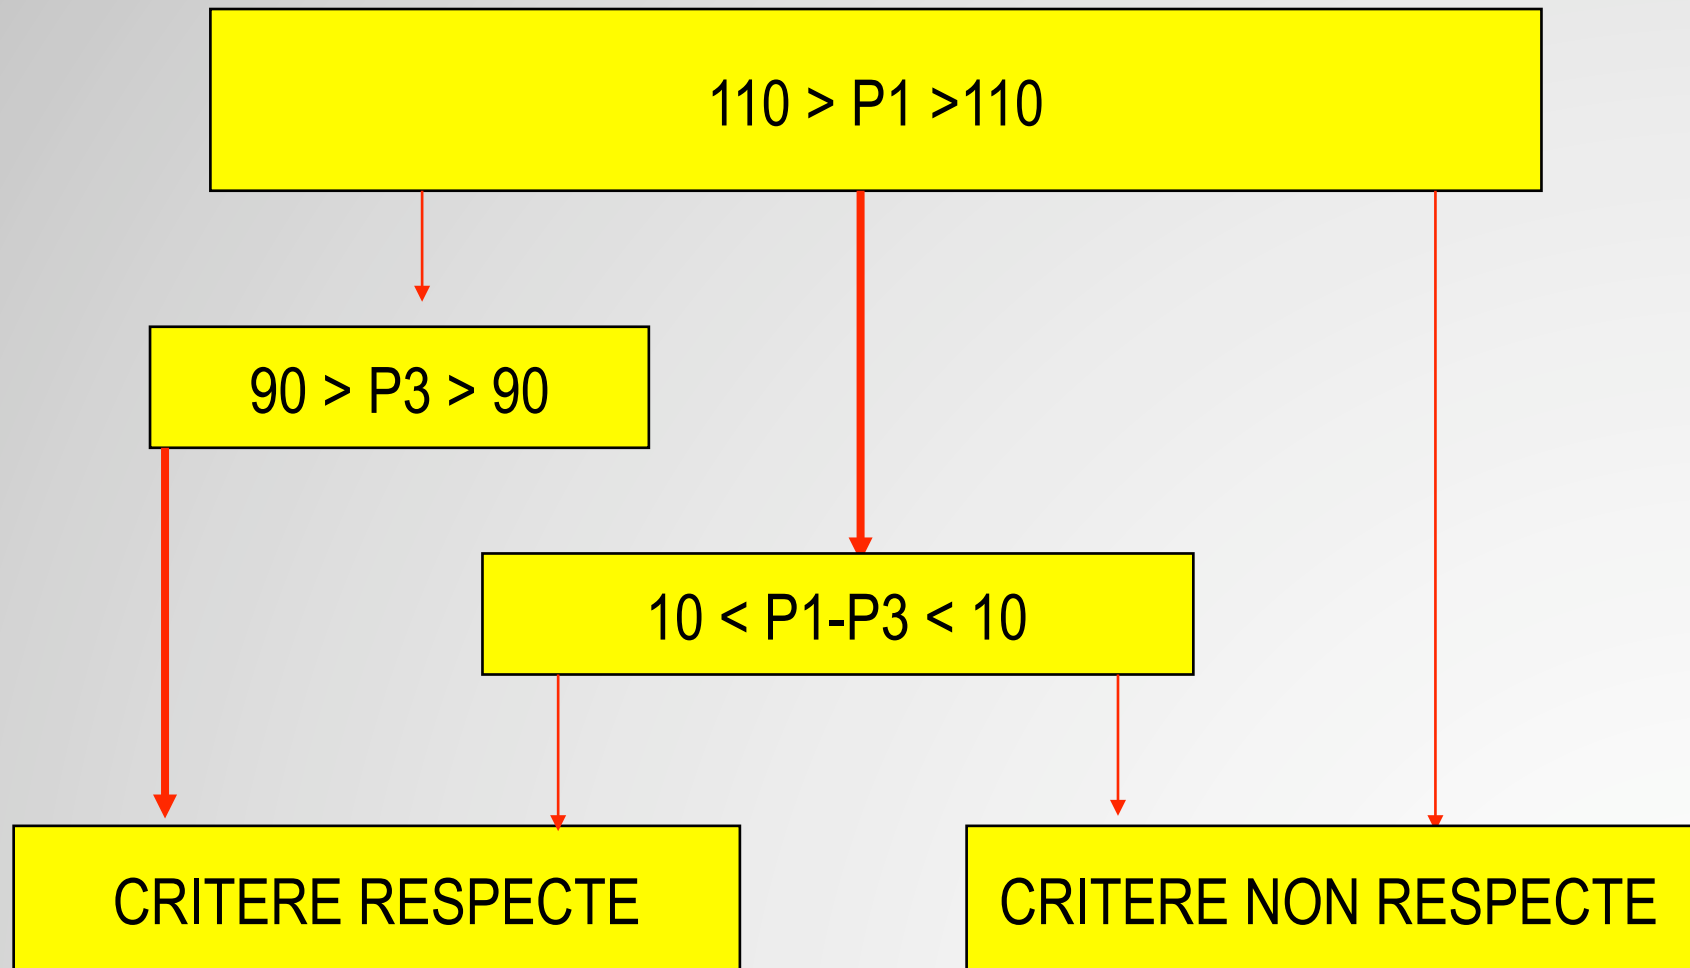 110 > P1 >110
90 > P3 > 90
10 < P1-P3 < 10
CRITERE RESPECTE
CRITERE NON RESPECTE